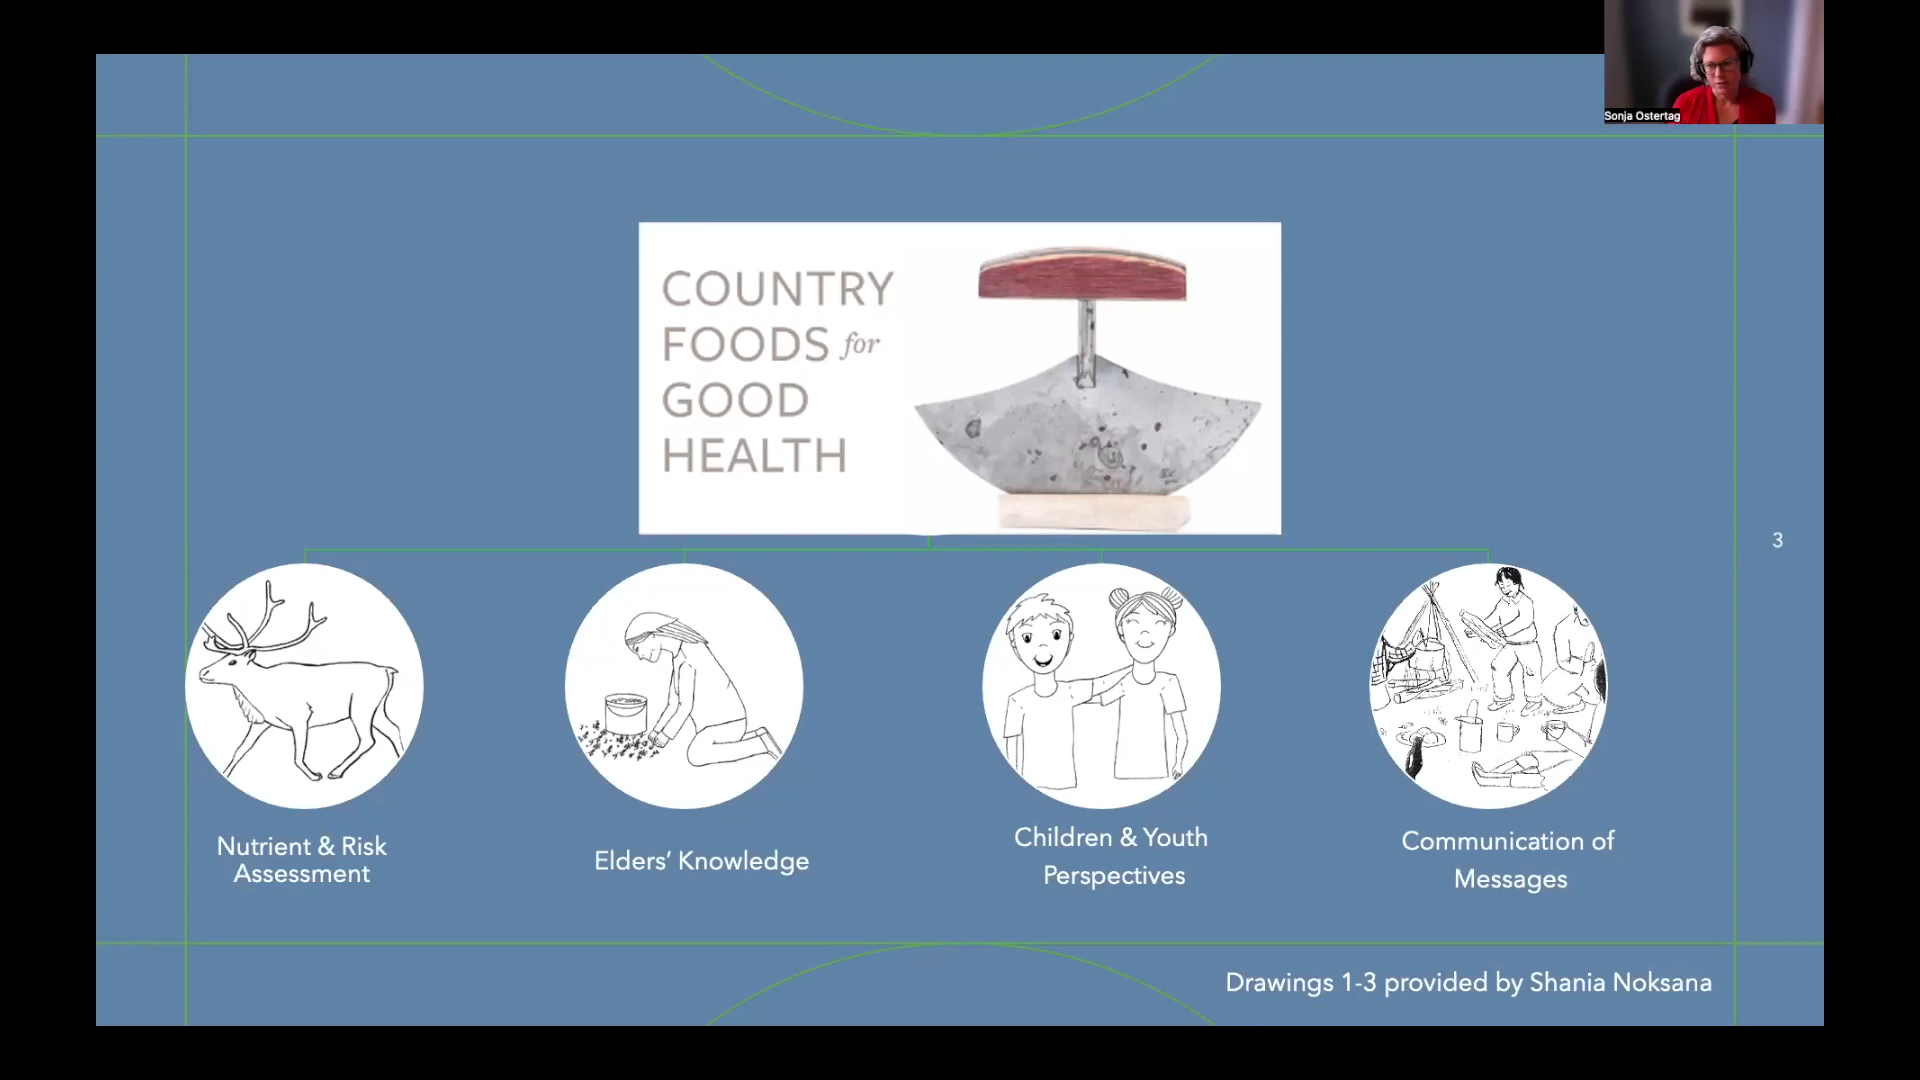 Sonja Ostertag
COUNTRY
FOODS for
GOOD
HEALTH
3
Nutrient & Risk
Assessment
Elders’ Knowledge
Children & Youth
Perspectives
Communication of
Messages
Drawings 1-3 provided by Shania Noksana